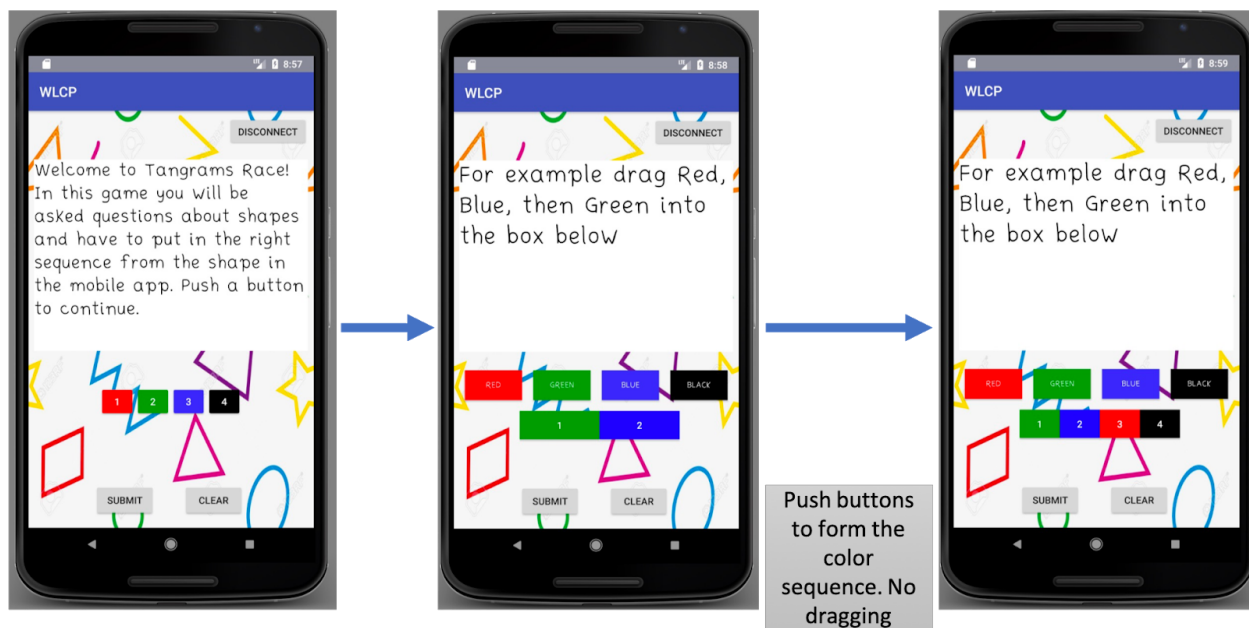 8:57
WLCP
DISCONNECT
Welcome to Tangrams Race!
In this game you will be
asked questions about shapes
and have to put in the right
sequence from the shape in
the mobile app. Push a button
to continue.
1 2 3 4
SUBMIT CLEAR
8:58
WLCP
DISCONNECT
For example drag Red,
Blue, then Green into
the box below
RED GREEN BLUE BLACK
1 2
SUBMIT CLEAR
Push buttons
to form the
color
sequence. No
dragging
8:59
WLCP
DISCONNECT
For example drag Red,
Blue, then Green into
the box below
RED GREEN BLUE BLACK
1 2 3 4
SUBMIT CLEAR